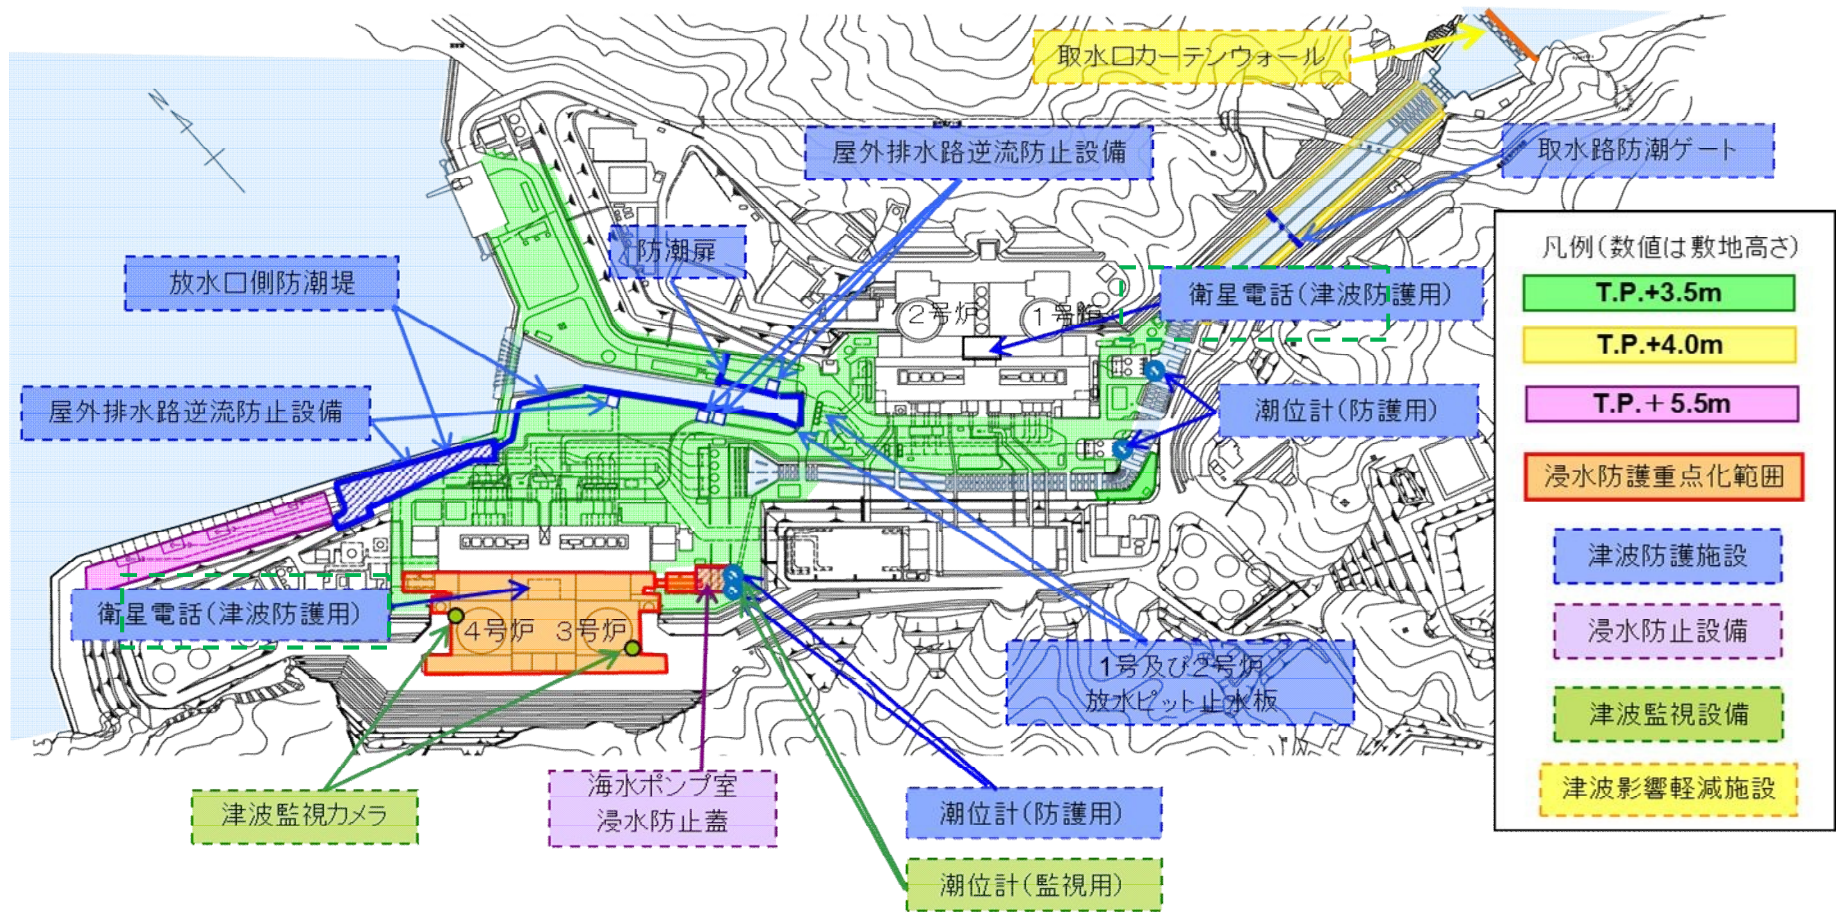 取水口カーテンウォール
N
屋外排水路逆流防止設備
取水路防潮ゲート
防潮扉
放水口側防潮堤
衛星電話(津波防護用)
2号炉
1号炉
屋外排水路逆流防止設備
潮位計(防護用)
凡例(数値は敷地高さ)
T.P.+3.5m
T.P.+4.0m
T.P.+5.5m
浸水防護重点化範囲
津波防護施設
浸水防止設備
津波監視設備
津波影響軽減施設
衛星電話(津波防護用)
4号炉
3号炉
1号及び2号炉
放水ピット止水板
津波監視カメラ
海水ポンプ室
浸水防止蓋
潮位計(防護用)
潮位計(監視用)